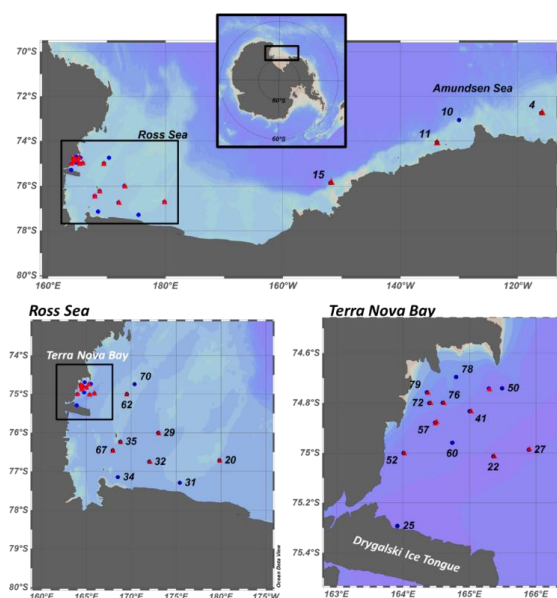 80°S
60°S
70°S
72°S
74°S
76°S
78°S
80°S
Amundsen Sea
Ross Sea
4
10
11
15
160°E
180°E
160°W
140°W
120°W
Ross Sea
Terra Nova Bay
74°S
75°S
76°S
77°S
78°S
79°S
80°S
70
62
29
35
67
32
20
34
31
160°E
165°E
170°E
175°E
180°E
175°W
Ocean Data View
Terra Nova Bay
74.6°S
74.8°S
75°S
75.2°S
75.4°S
78
79
50
72
76
41
57
60
52
22
27
25
Drygalski Ice Tongue
163°E
164°E
165°E
166°E